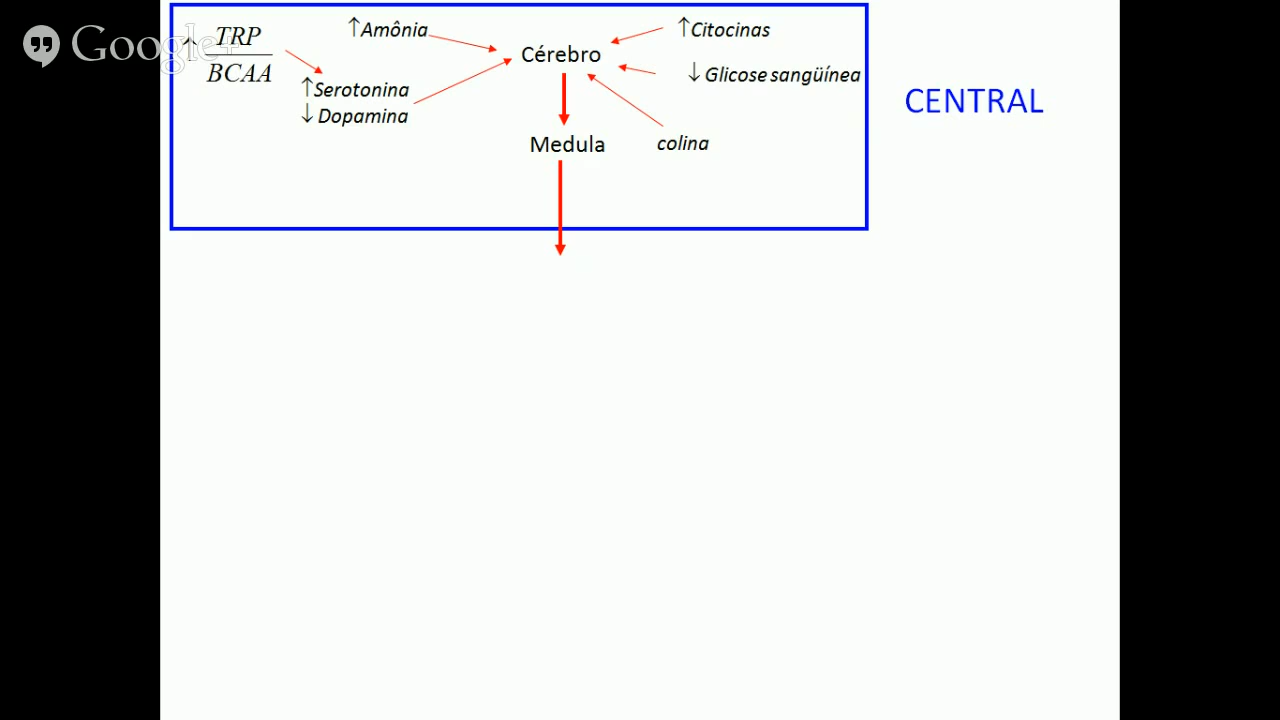 Google+
↑ TRP
BCAA
↑Amônia
↑Serotonina
↓ Dopamina
Cérebro
Medula
↑Citocinas
↓ Glicose sangüínea
colina
CENTRAL